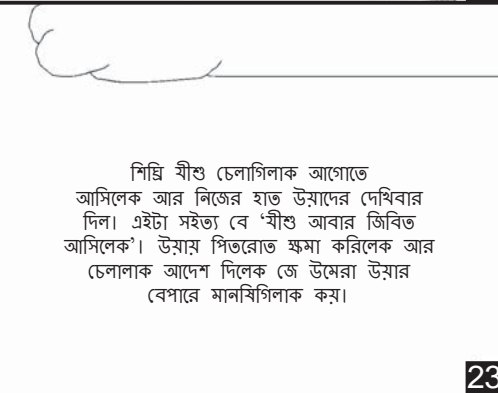 শিঘ্রি যীশু চেলাগিলাক আগোতে
আসিলেক আর নিজের হাত উয়াদের দেখিবার
দিল। এইটা সইত্য বে ‘যীশু আবার জিবিত
আসিলেক’। উয়ায় পিতরোত ক্ষমা করিলেক আর
চেলালাক আদেশ দিলেক জে উমেরা উয়ার
বেপারে মানষিগিলাক কয়।
23